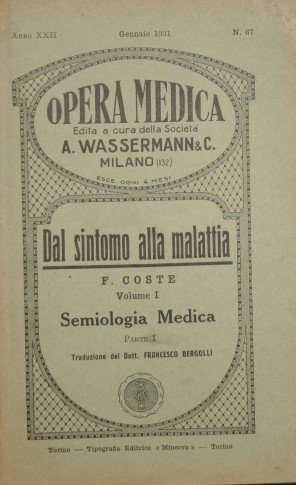 Anno XXII Gennaio 1931 N. 67
OPERA MEDICA
Edita a cura della Società
A. WASSERMANN & C.
MILANO (132)
ESCE OGNI 4 MESI
Dal sintomo alla malattia
F. COSTE
Volume I
Semiologia Medica
PARTE I
Traduzione del Dott. FRANCESCO BERGOLLI
Torino — Tipografia Editrice « Minerva » — Torino